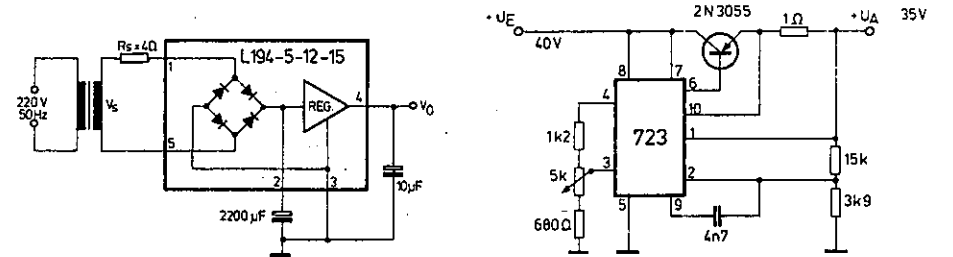 L194-5-12-15
Rs=4Ω
1
220V
50Hz
Vs
REG.
4
V0
5
2
3
10µF
2200µF
2N3055
1Ω
+UE
40V
+UA
35V
8
7
6
4
10
1k2
723
1
15k
5k
3
2
3k9
680Ω
5
9
4n7